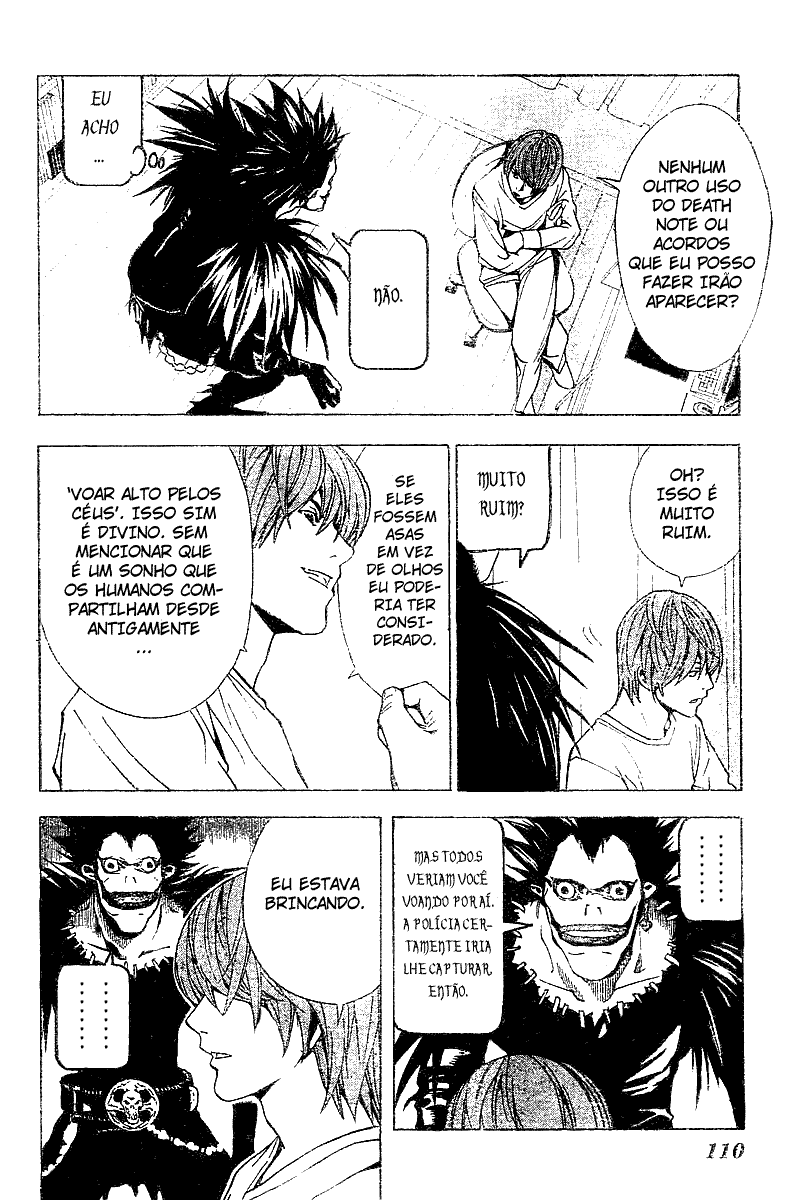 NENHUM
OUTRO USO
DO DEATH
NOTE OU
ACORDOS
QUE EU POSSO
FAZER IRÃO
APARECER?
NÃO.
EU
ACHO
...
OH?
ISSO É
MUITO
RUIM.
MUITO
RUIM?
SE
ELES
FOSSEM
ASAS
EM VEZ
DE OLHOS
EU PODE-
RIA TER
CONSI-
DERADO.
'VOAR ALTO PELOS
CÉUS'. ISSO SIM
É DIVINO. SEM
MENCIONAR QUE
É UM SONHO QUE
OS HUMANOS COM-
PARTILHAM DESDE
ANTIGAMENTE
...
......
......
MAS TODOS
VERIAM VOCÊ
VOANDO POR AÍ.
A POLÍCIA CER-
TAMENTE IRIA
LHE CAPTURAR,
ENTÃO.
EU ESTAVA
BRINCANDO.
......
......
110